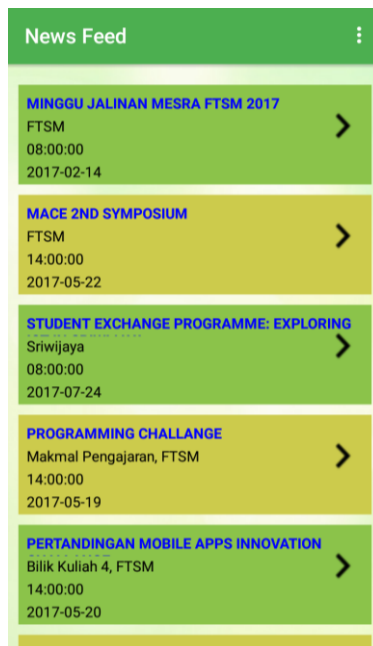 News Feed
MINGGU JALINAN MESRA FTSM 2017
FTSM
08:00:00
2017-02-14
MACE 2ND SYMPOSIUM
FTSM
14:00:00
2017-05-22
STUDENT EXCHANGE PROGRAMME: EXPLORING
Sriwijaya
08:00:00
2017-07-24
PROGRAMMING CHALLANGE
Makmal Pengajaran, FTSM
14:00:00
2017-05-19
PERTANDINGAN MOBILE APPS INNOVATION
Bilik Kuliah 4, FTSM
14:00:00
2017-05-20